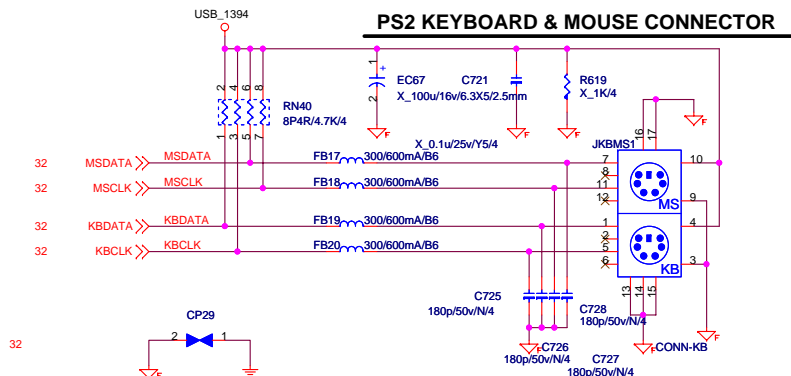 USB_1394
PS2 KEYBOARD & MOUSE CONNECTOR
2 4 6 8
1 3 5 7
RN40
8P4R/4.7K/4
1
+
2
EC67
X_100u/16v/6.3X5/2.5mm
C721
X_0.1u/25v/Y5/4
R619
X_1K/4
F
F
F
F
JKBMS1
16
17
32 MSDATA MSDATA FB17 300/600mA/B6 7 10
8
32 MSCLK MSCLK FB18 300/600mA/B6 11
12 MS 9
32 KBDATA KBDATA FB19 300/600mA/B6 1 4
2
32 KBCLK KBCLK FB20 300/600mA/B6 5
6 KB 3
13
14
15
C725
180p/50v/N/4
C728
180p/50v/N/4
F
C726
180p/50v/N/4
C727
180p/50v/N/4
F
CONN-KB
F
32
CP29
2 1
F